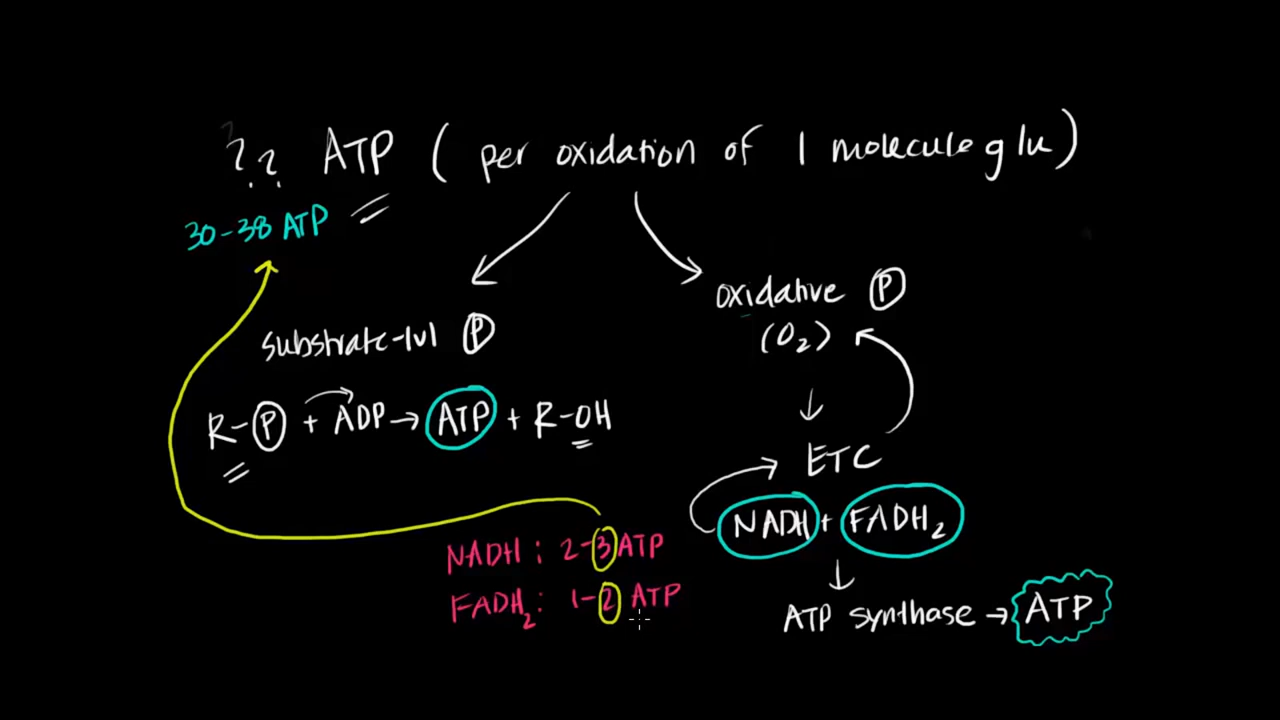 ?? ATP ( per oxidation of 1 molecule glu )
30-38 ATP
substrate-lvl P
R-P + ADP → ATP + R-OH
oxidative P
(O₂)
ETC
NADH + FADH₂
ATP synthase → ATP
NADH : 2-3 ATP
FADH₂ : 1-2 ATP